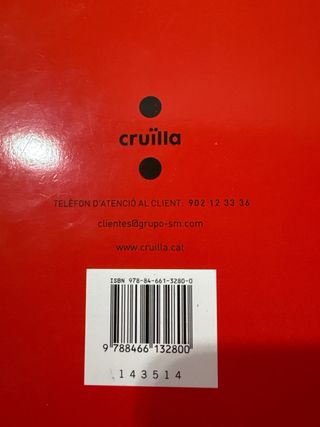 cruïlla
TELÈFON D'ATENCIÓ AL CLIENT: 902 12 33 36
clientes@grupo-sm.com
www.cruilla.cat
ISBN 978-84-661-3280-0
9 788466 132800
143514